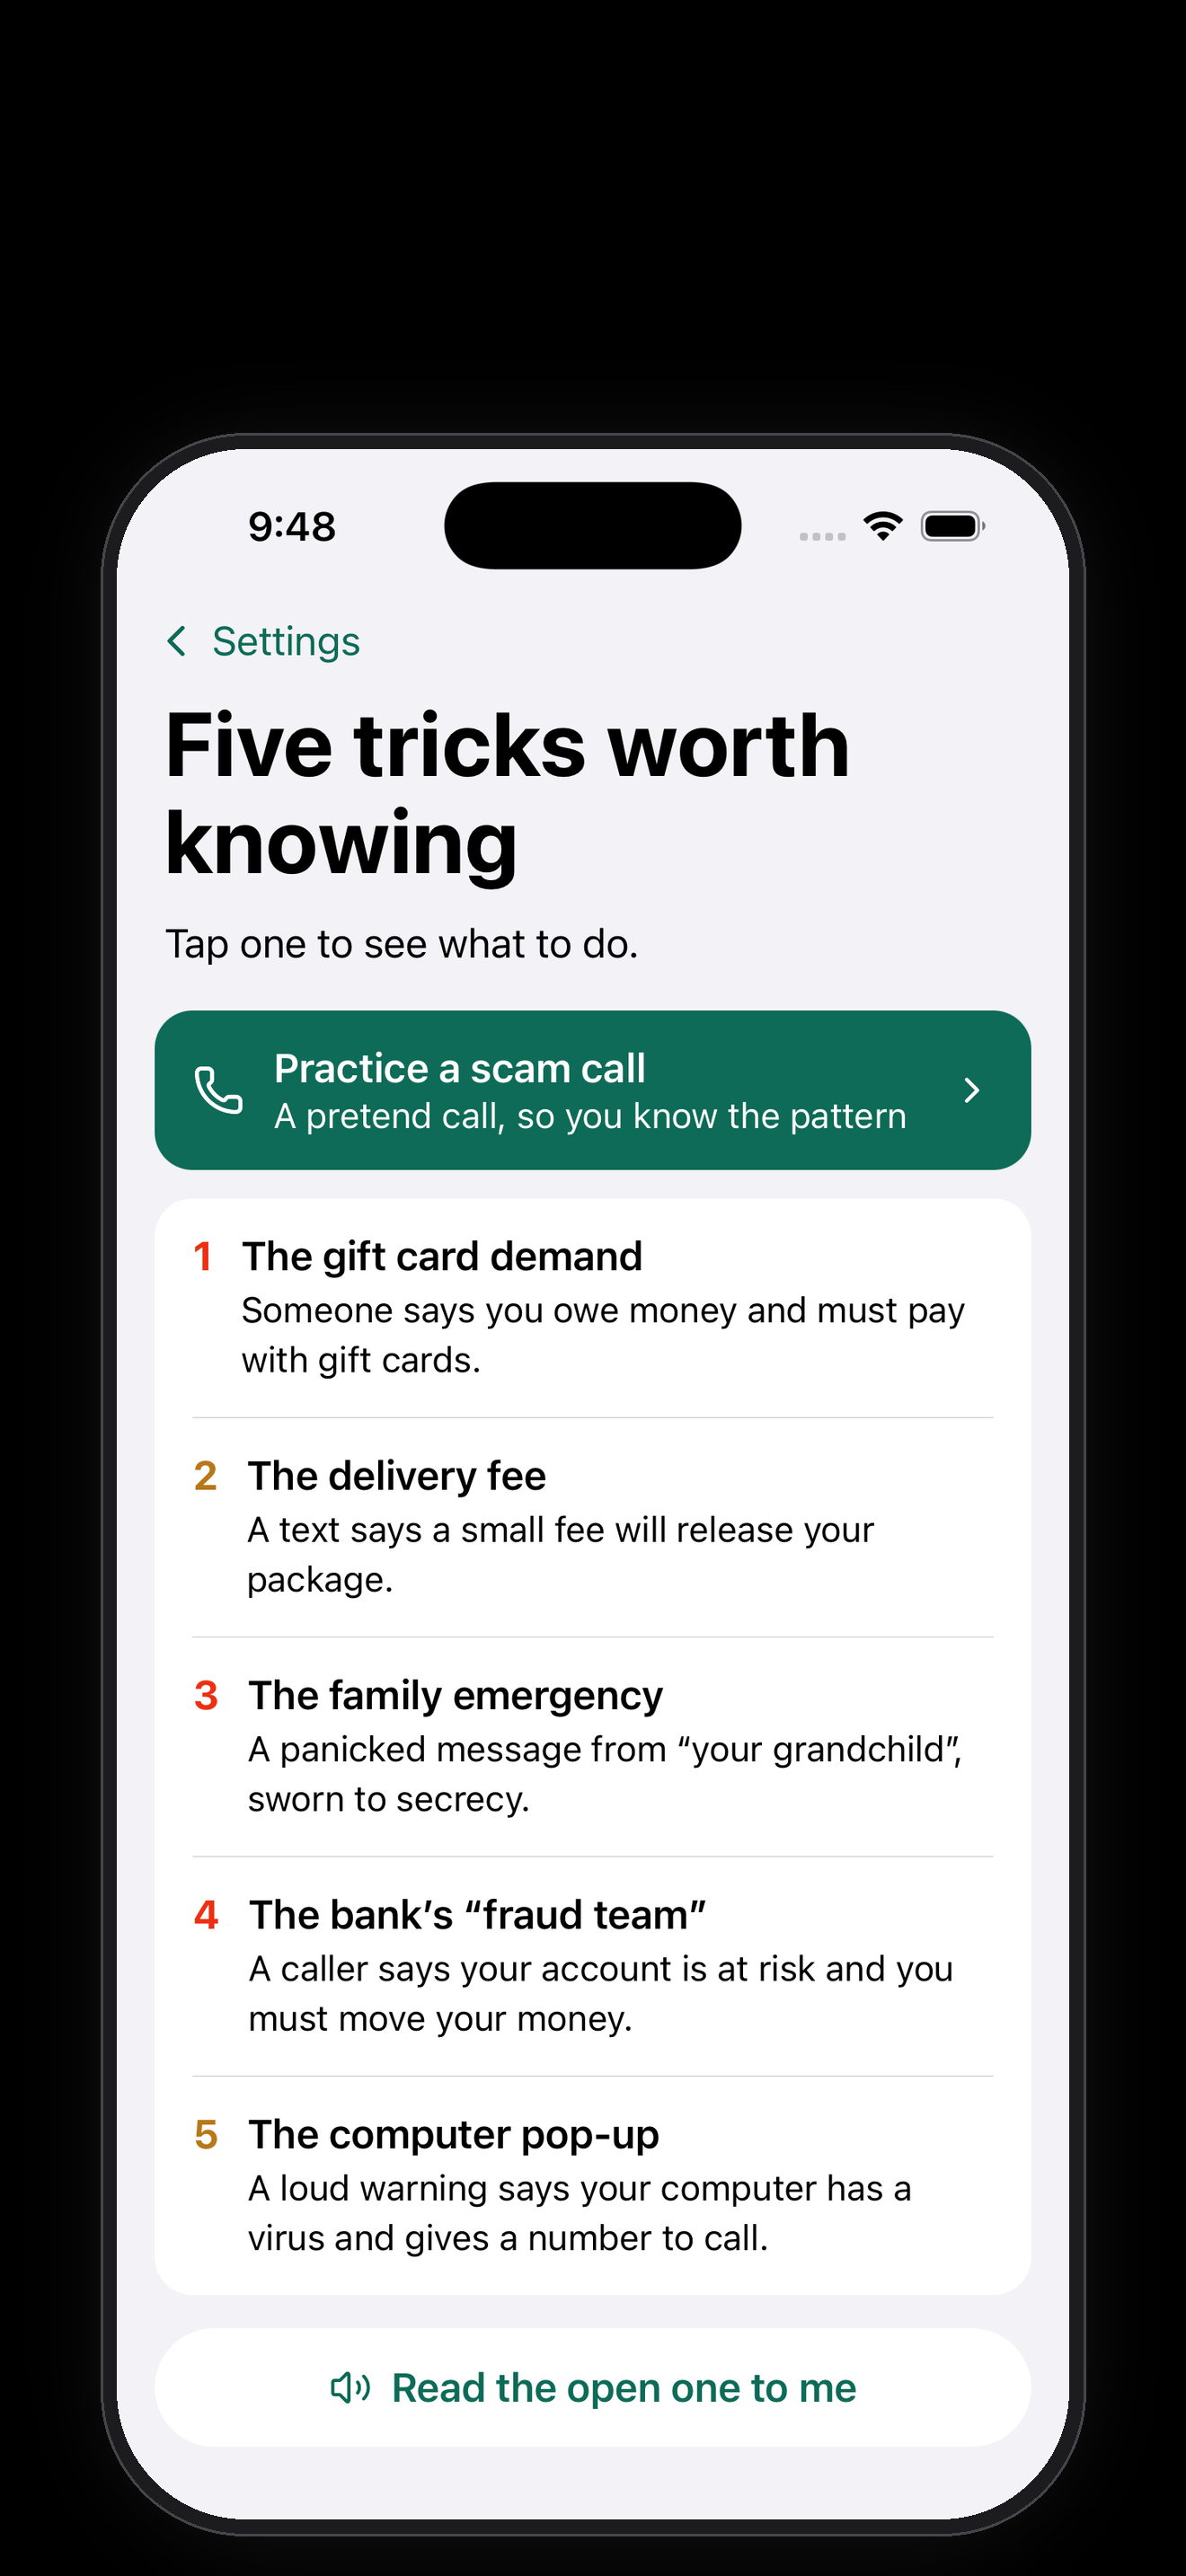 9:48
Settings
Five tricks worth
knowing
Tap one to see what to do.
Practice a scam call
A pretend call, so you know the pattern
1 The gift card demand
Someone says you owe money and must pay
with gift cards.
2 The delivery fee
A text says a small fee will release your
package.
3 The family emergency
A panicked message from “your grandchild”,
sworn to secrecy.
4 The bank’s “fraud team”
A caller says your account is at risk and you
must move your money.
5 The computer pop-up
A loud warning says your computer has a
virus and gives a number to call.
Read the open one to me